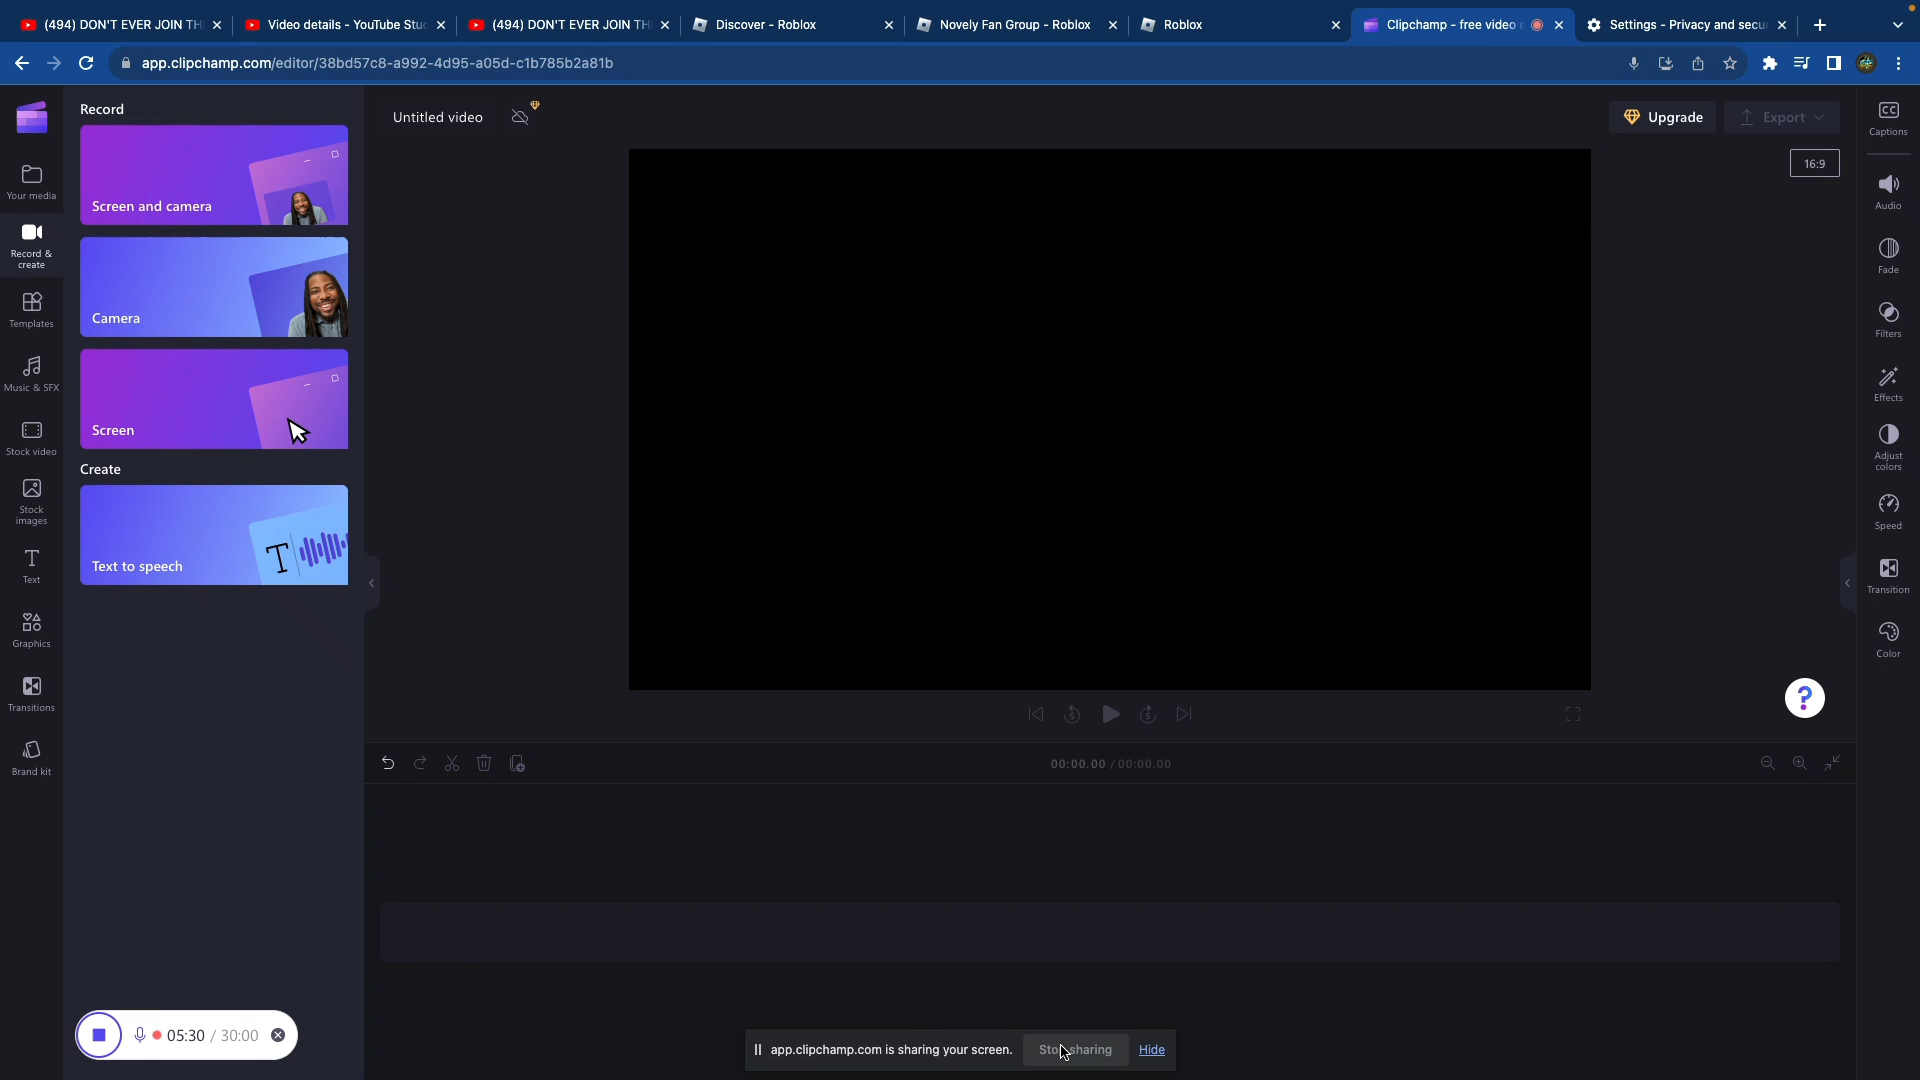 (494) DON'T EVER JOIN TH
Video details - YouTube Stu
(494) DON'T EVER JOIN TH
Discover - Roblox
Novely Fan Group - Roblox
Roblox
Clipchamp - free video e
Settings - Privacy and secu
app.clipchamp.com/editor/38bd57c8-a992-4d95-a05d-c1b785b2a81b
Record
Untitled video
Upgrade
Export
CC
Captions
16:9
Your media
Screen and camera
Audio
Record &
create
Fade
Templates
Camera
Filters
Music & SFX
Effects
Stock video
Screen
Adjust
colors
Create
Stock
images
Speed
T
Text
Text to speech
T
Transition
Graphics
Color
?
5
5
Transitions
00:00.00 / 00:00.00
Brand kit
05:30 / 30:00
app.clipchamp.com is sharing your screen.
Stop sharing
Hide